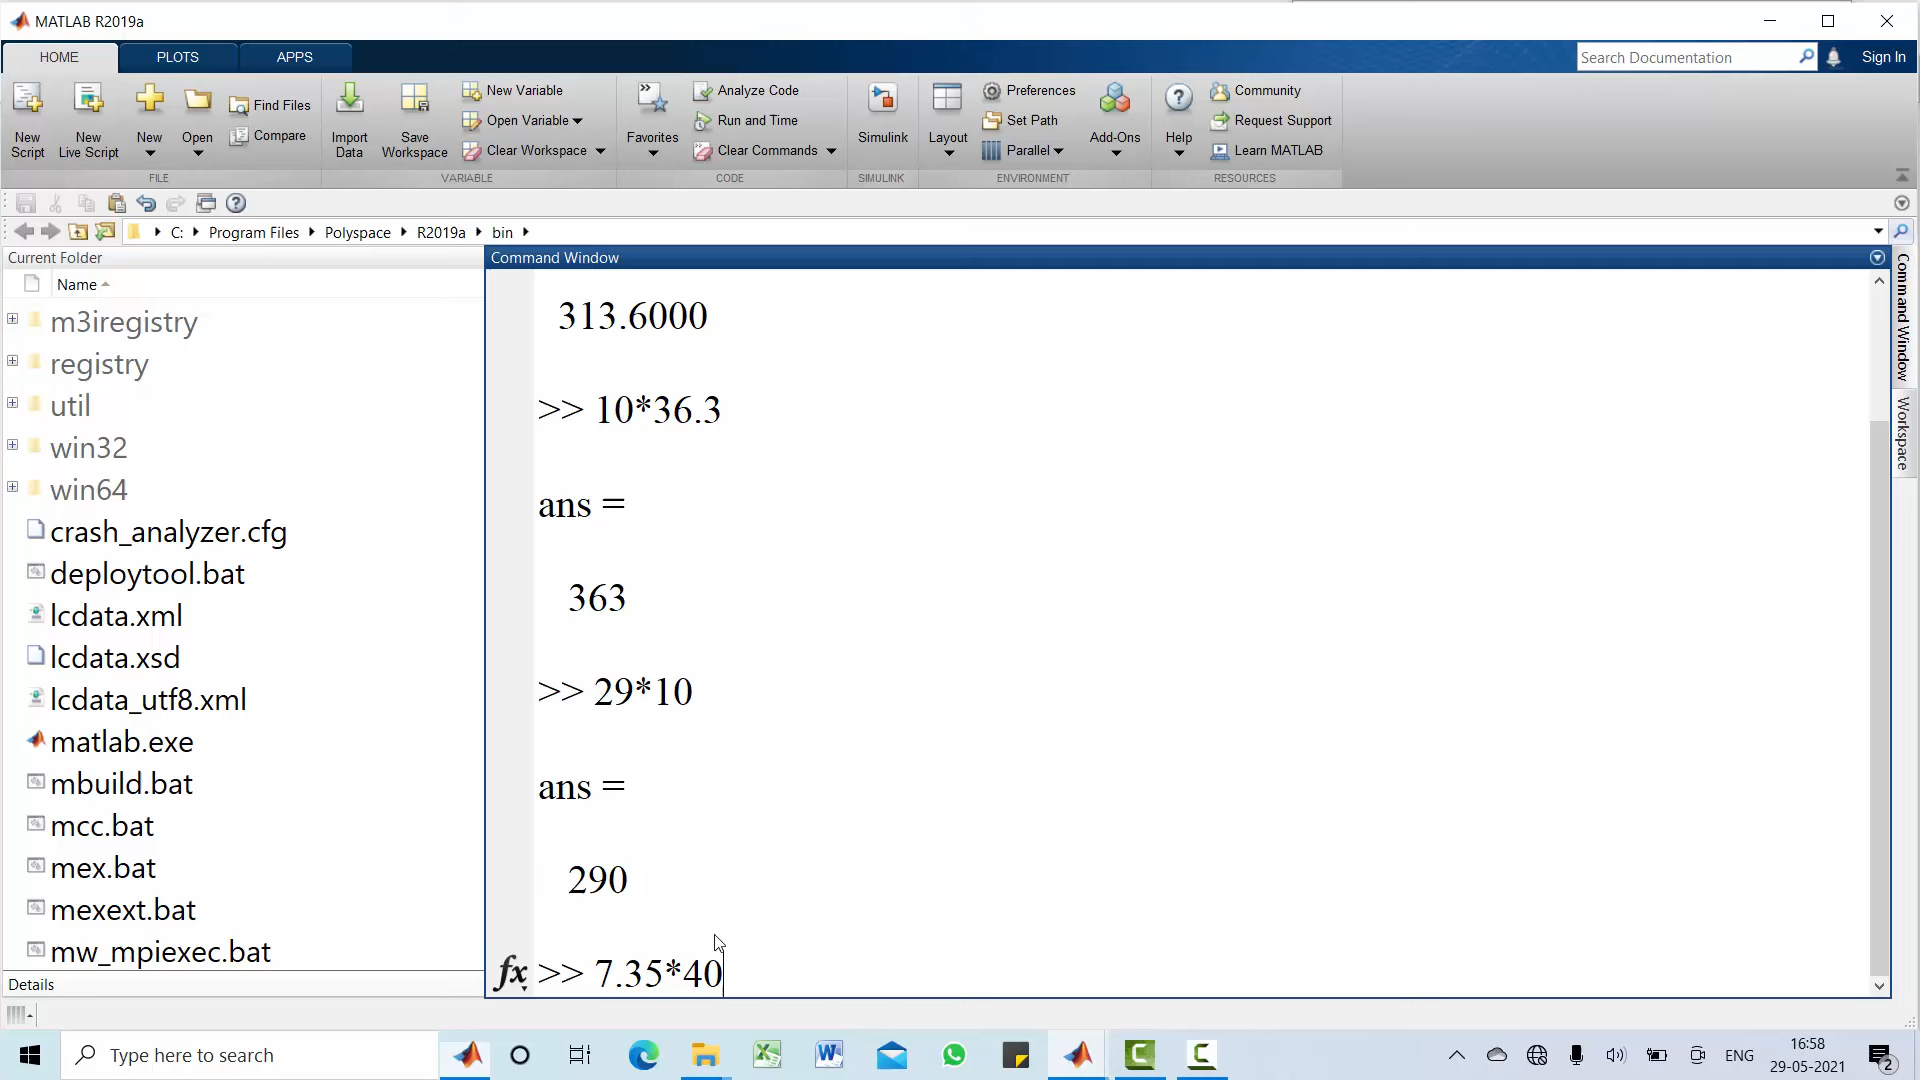 MATLAB R2019a
HOME PLOTS APPS
Search Documentation
Sign In
New Script
New Live Script
New
Open
Find Files
Compare
FILE
Import Data
Save Workspace
New Variable
Open Variable
Clear Workspace
VARIABLE
Favorites
Analyze Code
Run and Time
Clear Commands
CODE
Simulink
SIMULINK
Layout
Preferences
Set Path
Parallel
Add-Ons
ENVIRONMENT
Help
Community
Request Support
Learn MATLAB
RESOURCES
C: Program Files Polyspace R2019a bin
Current Folder
Name
m3iregistry
registry
util
win32
win64
crash_analyzer.cfg
deploytool.bat
lcdata.xml
lcdata.xsd
lcdata_utf8.xml
matlab.exe
mbuild.bat
mcc.bat
mex.bat
mexext.bat
mw_mpiexec.bat
Details
Command Window
313.6000
>> 10*36.3
ans =
363
>> 29*10
ans =
290
fx >> 7.35*40
Command Window
Workspace
Type here to search
ENG
16:58
29-05-2021
2